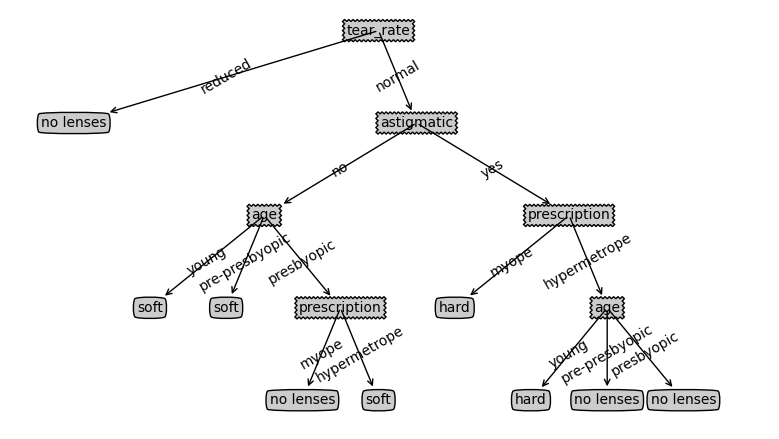 tear_rate
reduced
normal
no lenses
astigmatic
no
yes
age
prescription
young
pre-presbyopic
presbyopic
myope
hypermetrope
soft
soft
prescription
hard
age
myope
hypermetrope
young
pre-presbyopic
presbyopic
no lenses
soft
hard
no lenses
no lenses